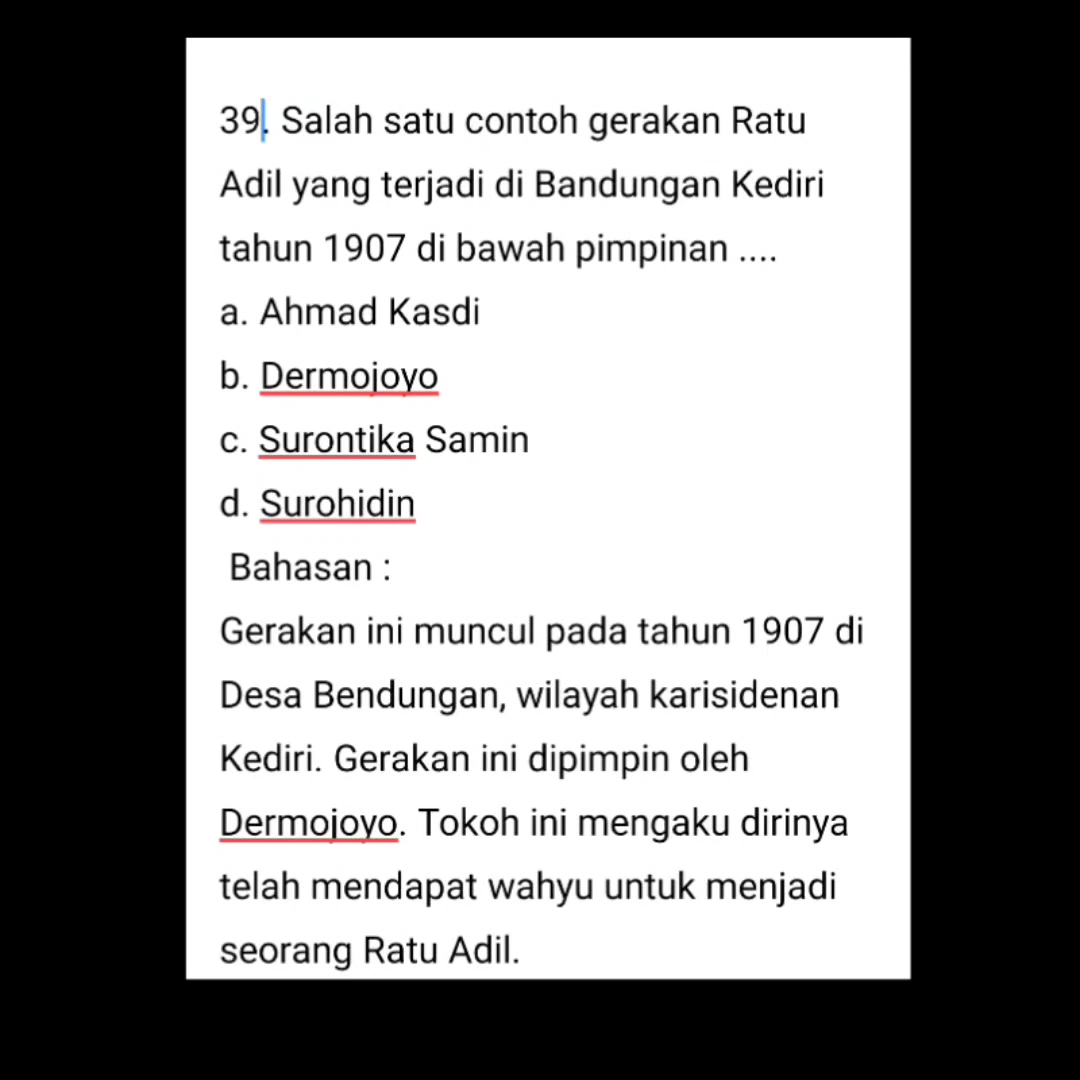 39. Salah satu contoh gerakan Ratu
Adil yang terjadi di Bandungan Kediri
tahun 1907 di bawah pimpinan ....
a. Ahmad Kasdi
b. Dermojoyo
c. Surontika Samin
d. Surohidin
Bahasan :
Gerakan ini muncul pada tahun 1907 di
Desa Bendungan, wilayah karisidenan
Kediri. Gerakan ini dipimpin oleh
Dermojoyo. Tokoh ini mengaku dirinya
telah mendapat wahyu untuk menjadi
seorang Ratu Adil.